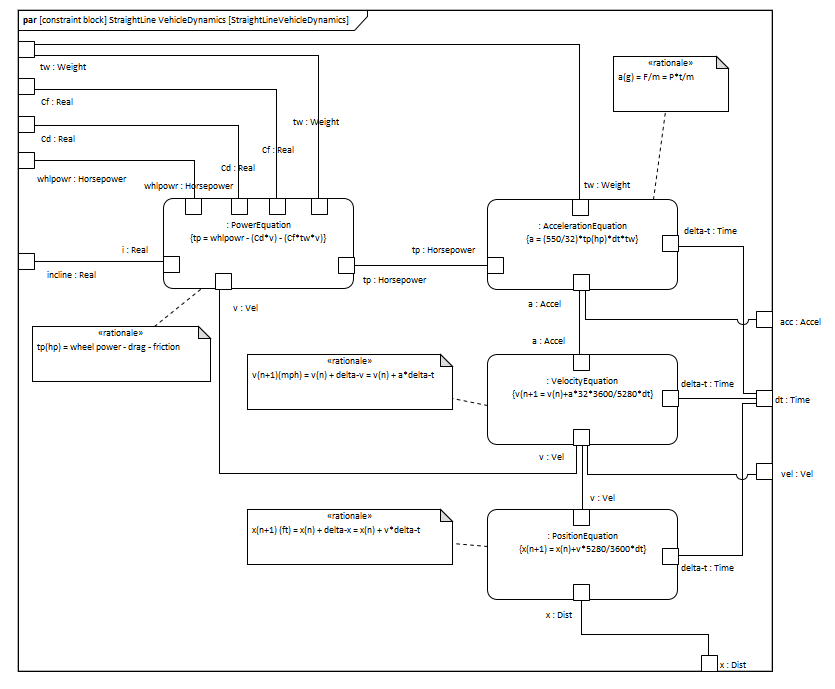 par [constraint block] StraightLine VehicleDynamics [StraightLineVehicleDynamics]
tw : Weight
Cf : Real
Cd : Real
whlpowr : Horsepower
incline : Real
tw : Weight
Cf : Real
Cd : Real
whlpowr : Horsepower
i : Real
: PowerEquation
{tp = whlpowr - (Cd*v) - (Cf*tw*v)}
v : Vel
tp : Horsepower
tp : Horsepower
«rationale»
tp(hp) = wheel power - drag - friction
«rationale»
a(g) = F/m = P*t/m
tw : Weight
: AccelerationEquation
{a = (550/32)*tp(hp)*dt*tw}
delta-t : Time
a : Accel
acc : Accel
a : Accel
«rationale»
v(n+1)(mph) = v(n) + delta-v = v(n) + a*delta-t
: VelocityEquation
{v(n+1 = v(n)+a*32*3600/5280*dt}
delta-t : Time
dt : Time
v : Vel
vel : Vel
v : Vel
«rationale»
x(n+1) (ft) = x(n) + delta-x = x(n) + v*delta-t
: PositionEquation
{x(n+1) = x(n)+v*5280/3600*dt}
delta-t : Time
x : Dist
x : Dist